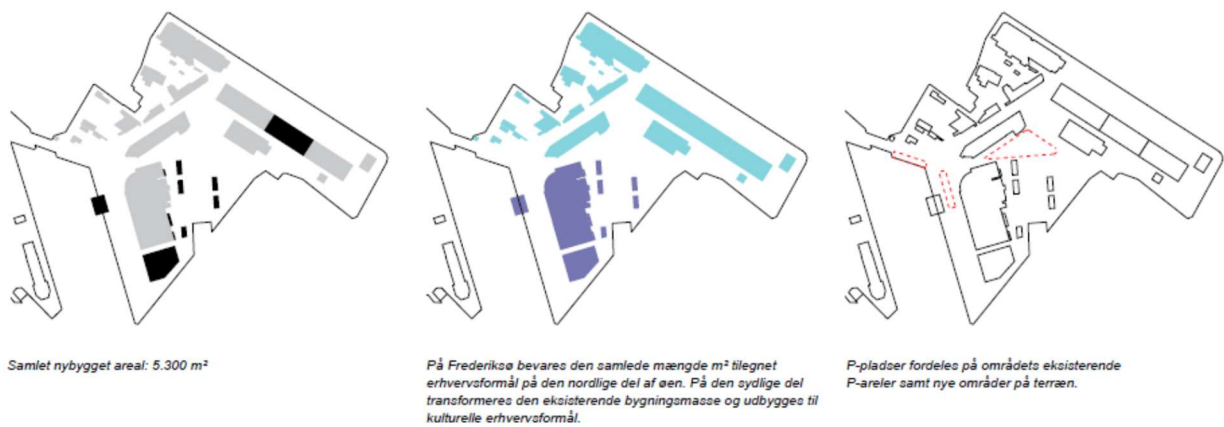 Samlet nybygget areal: 5.300 m²
På Frederiksø bevares den samlede mængde m² tilegnet
erhvervsformål på den nordlige del af øen. På den sydlige del
transformeres den eksisterende bygningsmasse og udbygges til
kulturelle erhvervsformål.
P-pladser fordeles på områdets eksisterende
P-areler samt nye områder på terræn.